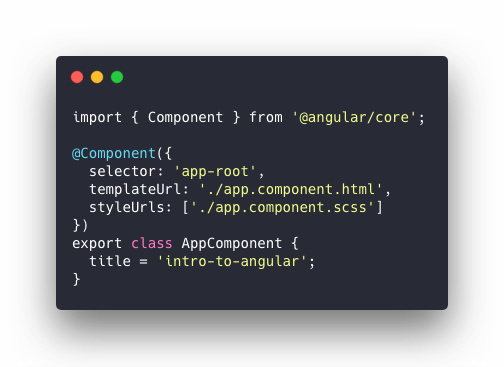 import { Component } from '@angular/core';
@Component({
  selector: 'app-root',
  templateUrl: './app.component.html',
  styleUrls: ['./app.component.scss']
})
export class AppComponent {
  title = 'intro-to-angular';
}